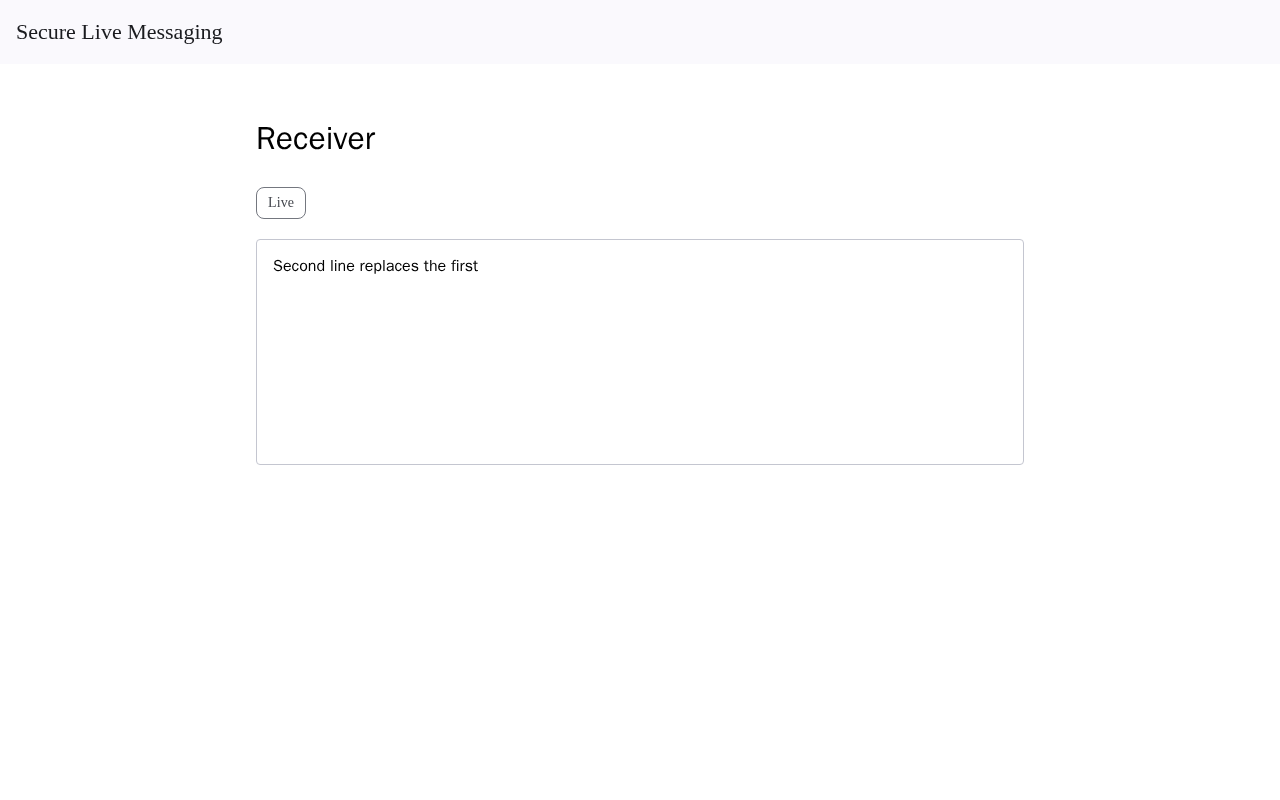 Secure Live Messaging
Receiver
Live
Second line replaces the first